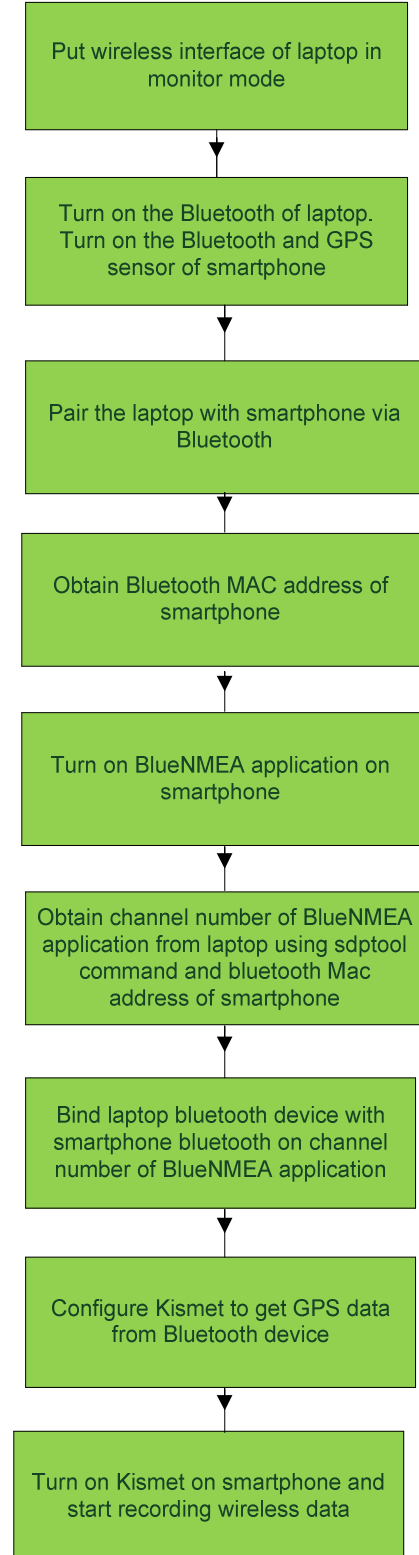 Put wireless interface of laptop in
monitor mode
Turn on the Bluetooth of laptop.
Turn on the Bluetooth and GPS
sensor of smartphone
Pair the laptop with smartphone via
Bluetooth
Obtain Bluetooth MAC address of
smartphone
Turn on BlueNMEA application on
smartphone
Obtain channel number of BlueNMEA
application from laptop using sdptool
command and bluetooth Mac
address of smartphone
Bind laptop bluetooth device with
smartphone bluetooth on channel
number of BlueNMEA application
Configure Kismet to get GPS data
from Bluetooth device
Turn on Kismet on smartphone and
start recording wireless data